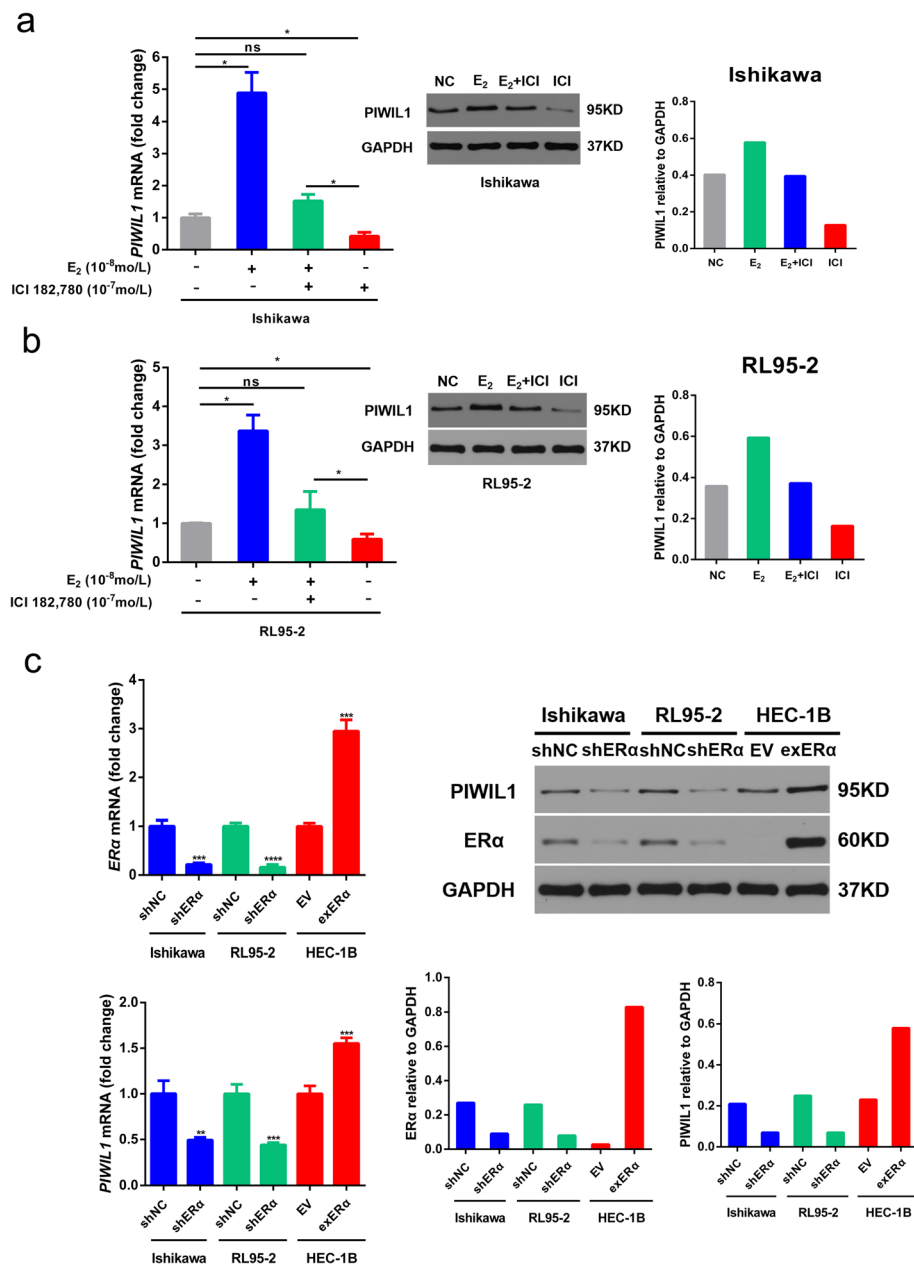 a
*
ns
*
*
PIWIL1 mRNA (fold change)
6
5
4
3
2
1
0
E₂ (10⁻⁸mo/L) - + + -
ICI 182,780 (10⁻⁷mo/L) - - + +
Ishikawa
NC E₂ E₂+ICI ICI
PIWIL1 95KD
GAPDH 37KD
Ishikawa
Ishikawa
PIWIL1 relative to GAPDH
0.8
0.6
0.4
0.2
0.0
NC E₂ E₂+ICI ICI
b
*
ns
*
*
PIWIL1 mRNA (fold change)
5
4
3
2
1
0
E₂ (10⁻⁸mo/L) - + + -
ICI 182,780 (10⁻⁷mo/L) - - + -
RL95-2
NC E₂ E₂+ICI ICI
PIWIL1 95KD
GAPDH 37KD
RL95-2
RL95-2
PIWIL1 relative to GAPDH
0.8
0.6
0.4
0.2
0.0
NC E₂ E₂+ICI ICI
c
ERα mRNA (fold change)
4
3
2
1
0
*** **** ***
shNC shERα shNC shERα EV exERα
Ishikawa RL95-2 HEC-1B
Ishikawa RL95-2 HEC-1B
shNC shERα shNC shERα EV exERα
PIWIL1 95KD
ERα 60KD
GAPDH 37KD
PIWIL1 mRNA (fold change)
2.0
1.5
1.0
0.5
0.0
** *** ***
shNC shERα shNC shERα EV exERα
Ishikawa RL95-2 HEC-1B
ERα relative to GAPDH
1.0
0.8
0.6
0.4
0.2
0.0
shNC shERα shNC shERα EV exERα
Ishikawa RL95-2 HEC-1B
PIWIL1 relative to GAPDH
0.8
0.6
0.4
0.2
0.0
shNC shERα shNC shERα EV exERα
Ishikawa RL95-2 HEC-1B